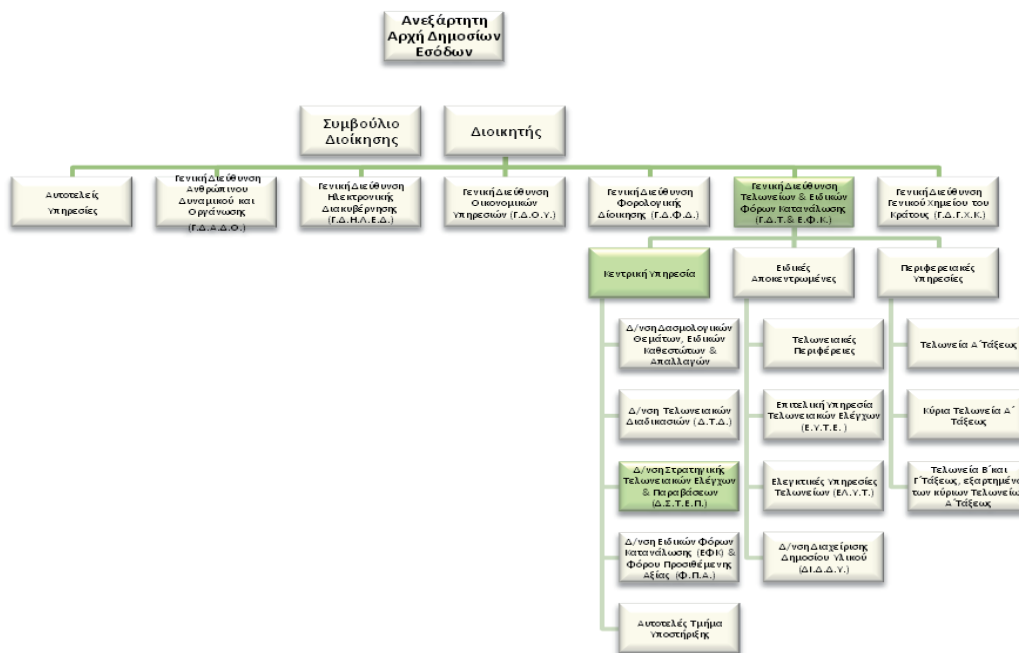 Ανεξάρτητη
Αρχή Δημοσίων
Εσόδων
Συμβούλιο
Διοίκησης
Διοικητής
Αυτοτελείς
Υπηρεσίες
Γενική Διεύθυνση
Ανθρώπινου
Δυναμικού και
Οργάνωσης
(Γ.Δ.Α.Δ.Ο.)
Γενική Διεύθυνση
Ηλεκτρονικής
Διακυβέρνησης
(Γ.Δ.ΗΛ.Ε.Δ.)
Γενική Διεύθυνση
Οικονομικών
Υπηρεσιών (Γ.Δ.Ο.Υ.)
Γενική Διεύθυνση
Φορολογικής
Διοίκησης (Γ.Δ.Φ.Δ.)
Γενική Διεύθυνση
Τελωνείων & Ειδικών
Φόρων Κατανάλωσης
(Γ.Δ.Τ.& Ε.Φ.Κ.)
Γενική Διεύθυνση
Γενικού Χημείου του
Κράτους (Γ.Δ.Γ.Χ.Κ.)
Κεντρική Υπηρεσία
Ειδικές
Αποκεντρωμένες
Περιφερειακές
Υπηρεσίες
Δ/νση Δασμολογικών
Θεμάτων, Ειδικών
Καθεστώτων &
Απαλλαγών
Τελωνειακές
Περιφέρειες
Τελωνεία Α΄Τάξεως
Δ/νση Τελωνειακών
Διαδικασιών (Δ.Τ.Δ.)
Επιτελική Υπηρεσία
Τελωνειακών Ελέγχων
(Ε.Υ.Τ.Ε.)
Κύρια Τελωνεία Α΄
Τάξεως
Δ/νση Στρατηγικής
Τελωνειακών Ελέγχων
& Παραβάσεων
(Δ.Σ.Τ.Ε.Π.)
Ελεγκτικές Υπηρεσίες
Τελωνείων (ΕΛ.Υ.Τ.)
Τελωνεία Β΄και
Γ΄Τάξεως, εξαρτημένα
των κύριων Τελωνείων
Α΄Τάξεως
Δ/νση Ειδικών Φόρων
Κατανάλωσης (ΕΦΚ) &
Φόρου Προσιθέμενης
Αξίας (Φ.Π.Α.)
Δ/νση Διαχείρισης
Δημοσίου Υλικού
(ΔΙ.Δ.Δ.Υ.)
Αυτοτελές Τμήμα
Υποστήριξης